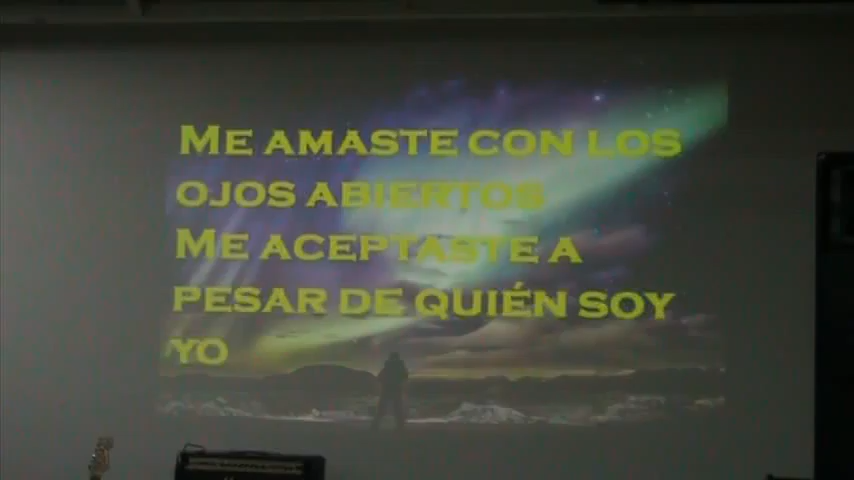 ME AMASTE CON LOS
OJOS ABIERTOS
ME ACEPTASTE A
PESAR DE QUIÉN SOY
YO